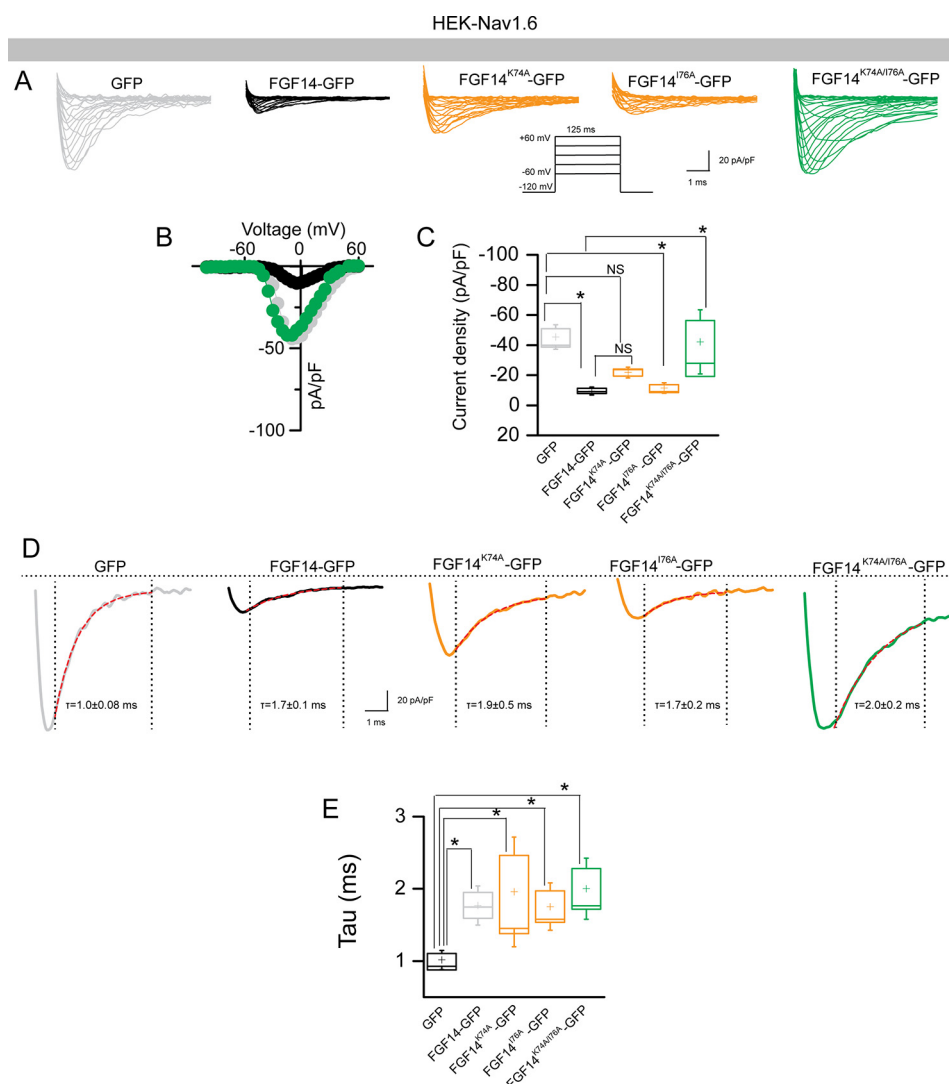 HEK-Nav1.6
A
GFP
FGF14-GFP
FGF14K74A-GFP
FGF14I76A-GFP
FGF14K74A/I76A-GFP
+60 mV
125 ms
-60 mV
-120 mV
20 pA/pF
1 ms
B
Voltage (mV)
-60
0
60
-50
-100
pA/pF
C
Current density (pA/pF)
-100
-80
-60
-40
-20
0
20
*
NS
*
NS
*
GFP
FGF14-GFP
FGF14K74A-GFP
FGF14I76A-GFP
FGF14K74A/I76A-GFP
D
GFP
FGF14-GFP
FGF14K74A-GFP
FGF14I76A-GFP
FGF14K74A/I76A-GFP
τ=1.0±0.08 ms
τ=1.7±0.1 ms
20 pA/pF
1 ms
τ=1.9±0.5 ms
τ=1.7±0.2 ms
τ=2.0±0.2 ms
E
Tau (ms)
3
2
1
*
*
*
*
GFP
FGF14-GFP
FGF14K74A-GFP
FGF14I76A-GFP
FGF14K74A/I76A-GFP